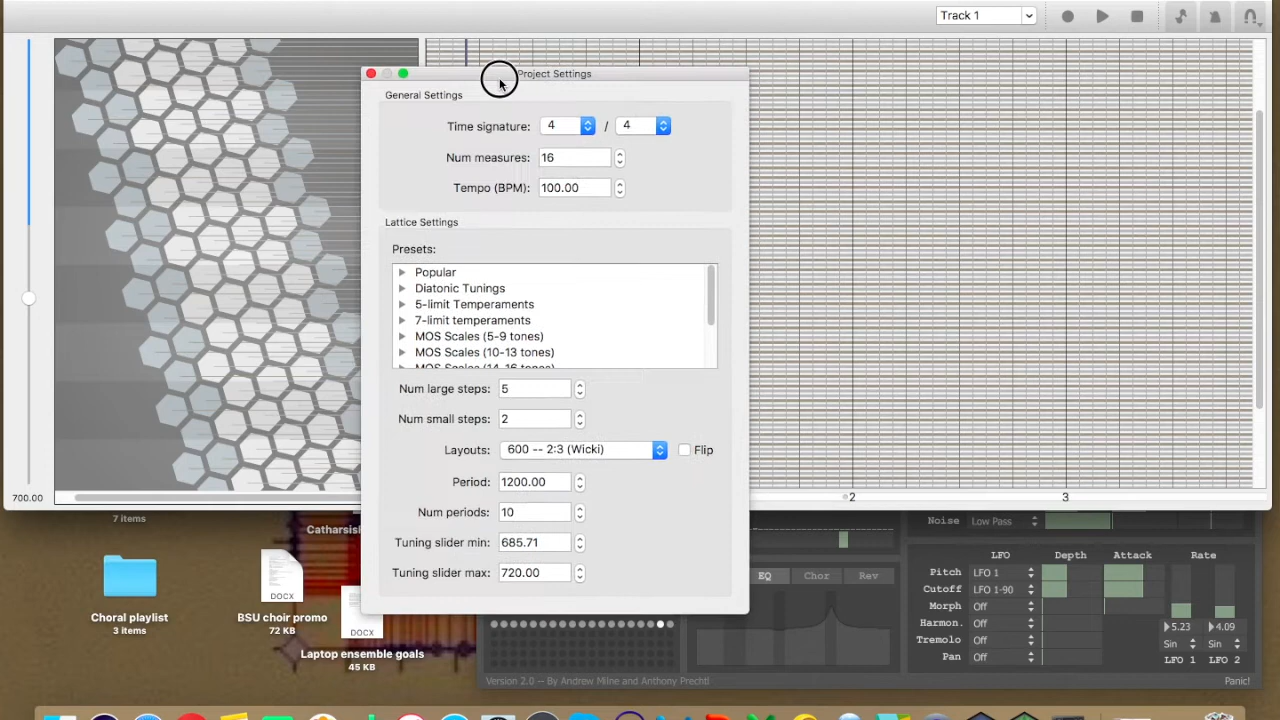 Track 1
Project Settings
General Settings
Time signature: 4 / 4
Num measures: 16
Tempo (BPM): 100.00
Lattice Settings
Presets:
Popular
Diatonic Tunings
5-limit Temperaments
7-limit temperaments
MOS Scales (5-9 tones)
MOS Scales (10-13 tones)
MOS Scales (14-16 tones)
Num large steps: 5
Num small steps: 2
Layouts: 600 -- 2:3 (Wicki) Flip
Period: 1200.00
Num periods: 10
Tuning slider min: 685.71
Tuning slider max: 720.00
700.00
2 3
7 items
Catharsis
Choral playlist
3 items
BSU choir promo
72 KB
DOCX
DOCX
Laptop ensemble goals
45 KB
Noise Low Pass
EQ Chor Rev
LFO Depth Attack Rate
Pitch LFO 1
Cutoff LFO 1-90
Morph Off
Harmon. Off
Tremolo Off
Pan Off
5.23 4.09
Sin Sin
LFO 1 LFO 2
Version 2.0 -- By Andrew Milne and Anthony Prechtl
Panic!